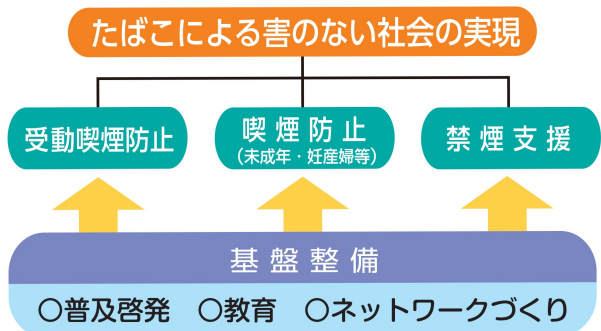 たばこによる害のない社会の実現
受動喫煙防止
喫煙防止
(未成年・妊産婦等)
禁煙支援
基盤整備
○普及啓発 ○教育 ○ネットワークづくり